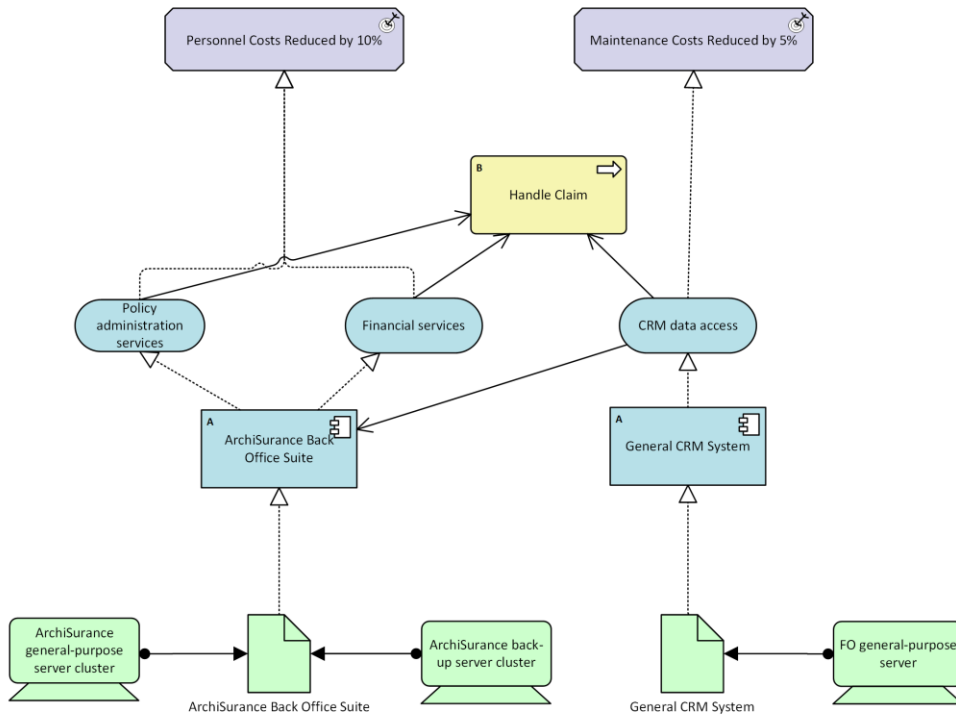 Personnel Costs Reduced by 10%
Maintenance Costs Reduced by 5%
B
Handle Claim
Policy
administration
services
Financial services
CRM data access
A
ArchiSurance Back
Office Suite
A
General CRM System
ArchiSurance
general-purpose
server cluster
ArchiSurance back-
up server cluster
FO general-purpose
server
ArchiSurance Back Office Suite
General CRM System